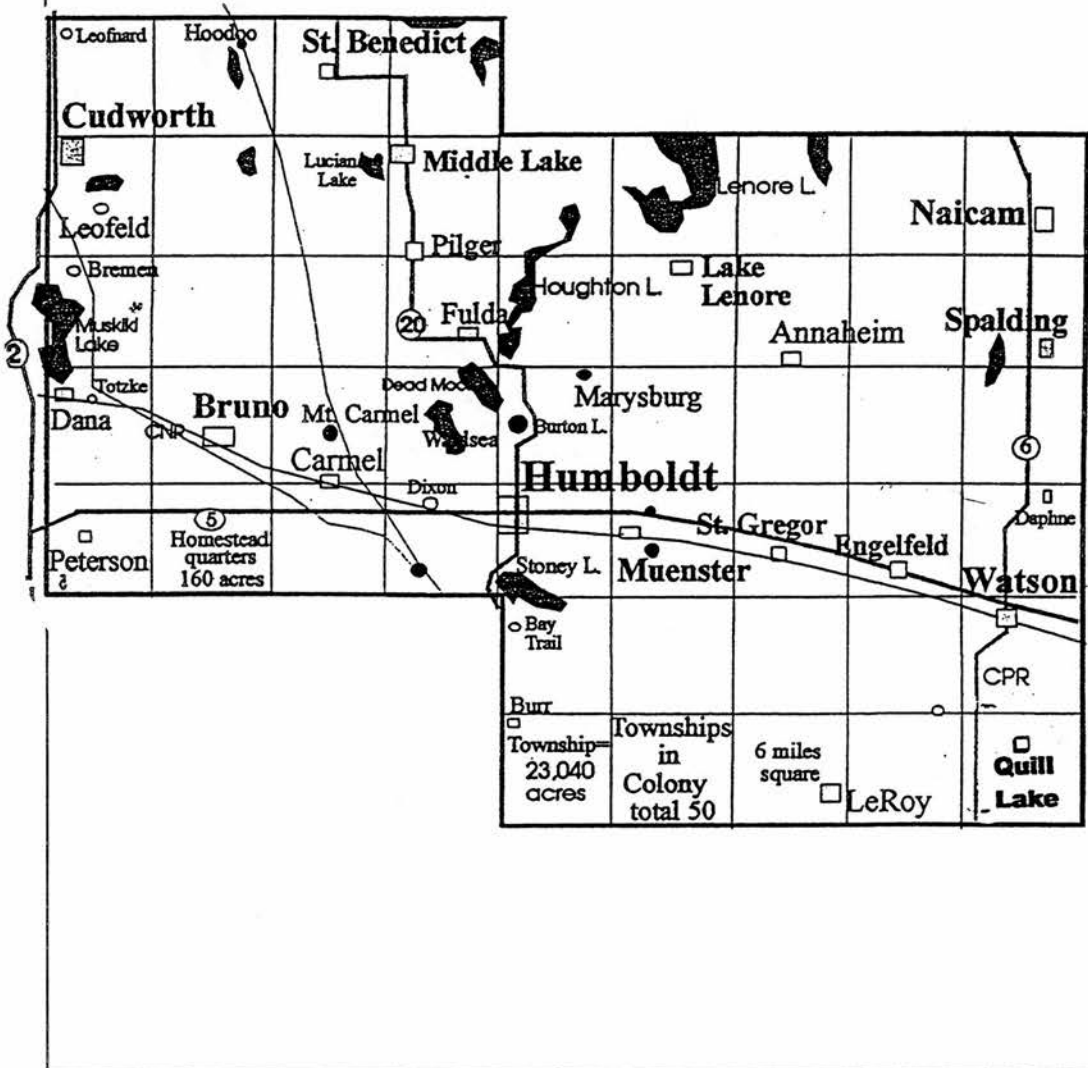 Leofnard
Hoodoo
St. Benedict
Cudworth
Lucian
Lake
Middle Lake
Lenore L.
Naicam
Leofeld
Pilger
Bremen
Houghton L.
Lake
Lenore
Muskiki
Lake
20
Fulda
Annaheim
Spalding
2
Totzke
Dead Moo
Marysburg
Dana
Bruno
Mt. Carmel
Burton L.
CNR
Carmel
6
Dixon
Humboldt
Daphne
5
Homestead
quarters
160 acres
St. Gregor
Engelfeld
Peterson
Stoney L.
Muenster
Watson
Bay
Trail
CPR
Burr
Township=
23,040
acres
Townships
in
Colony
total 50
6 miles
square
LeRoy
Quill
Lake